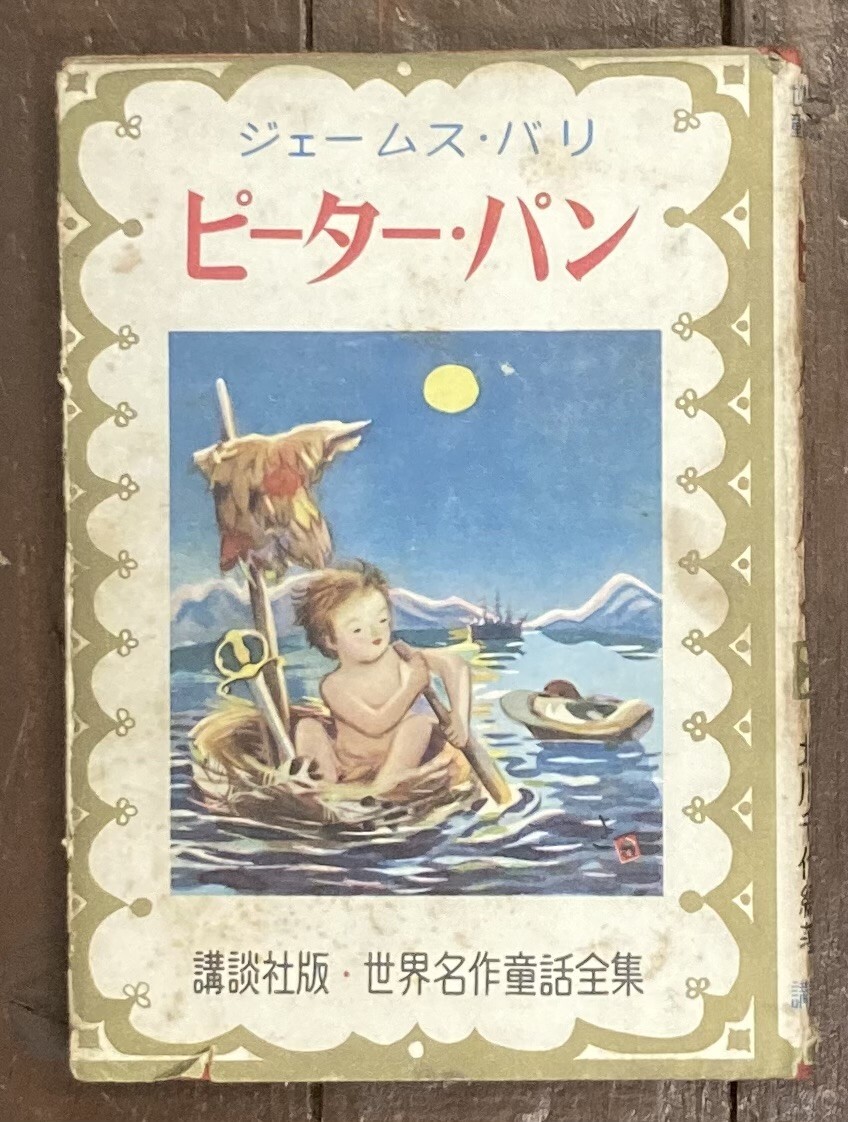 ジェームス・バリ
ピーター・パン
講談社版・世界名作童話全集